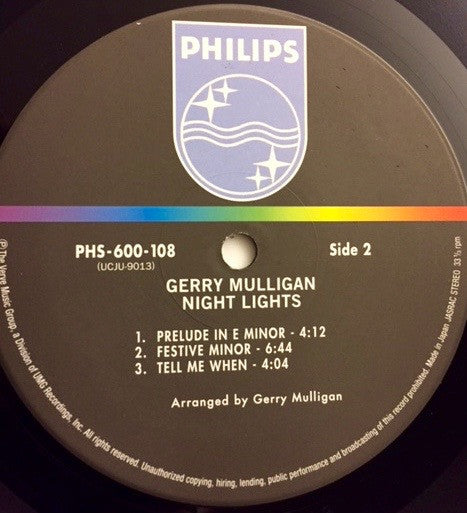 PHILIPS
PHS-600-108
(UCJU-9013)
Side 2
GERRY MULLIGAN
NIGHT LIGHTS
1. PRELUDE IN E MINOR - 4:12
2. FESTIVE MINOR - 6:44
3. TELL ME WHEN - 4:04
Arranged by Gerry Mulligan
Ⓟ The Verve Music Group, a Division of UMG Recordings, Inc. All rights reserved. Unauthorized copying, hiring, lending, public performance and broadcasting of this record prohibited. Made in Japan JASRAC STEREO 33 ⅓ rpm